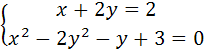 x + 2y = 2
x² − 2y² − y + 3 = 0